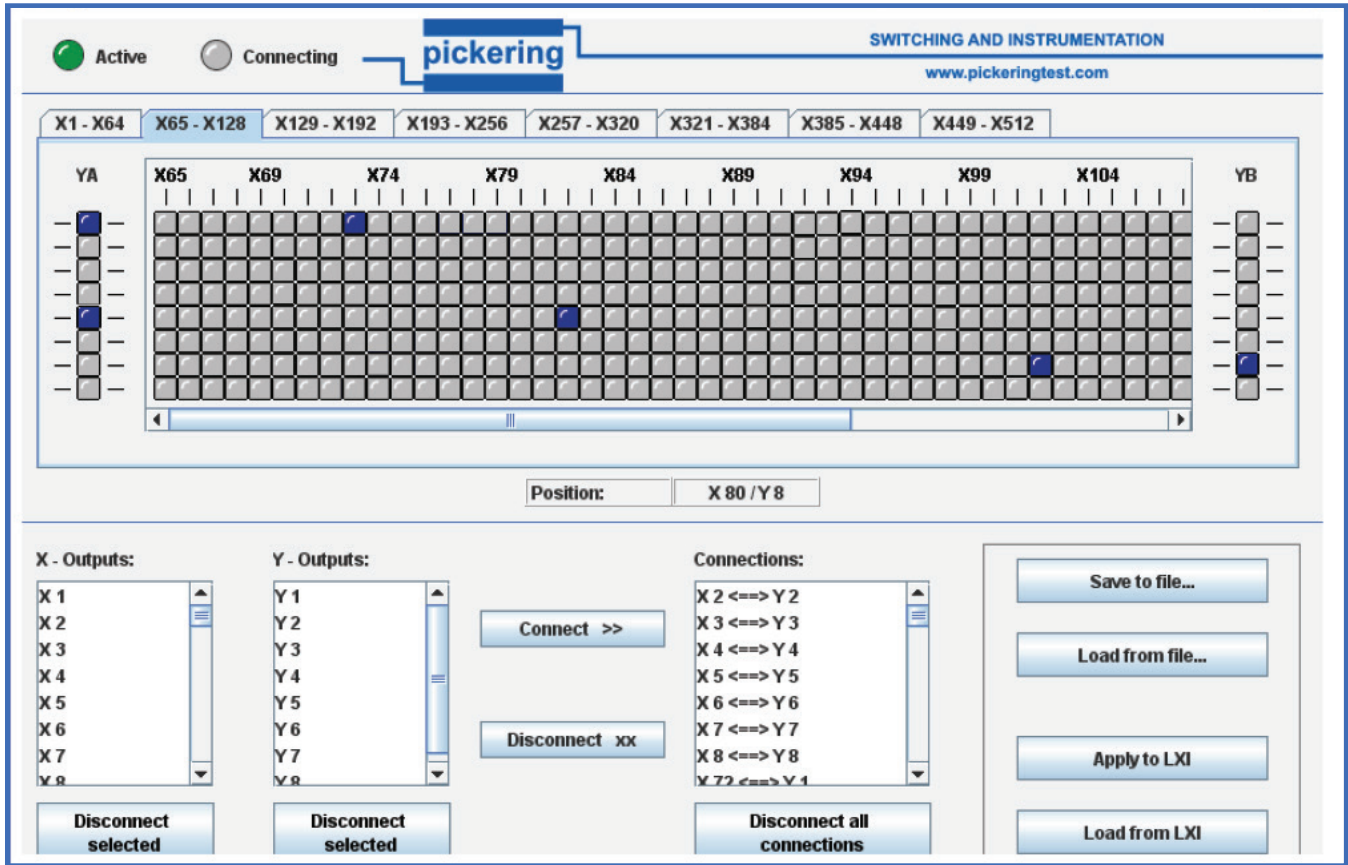 Active
Connecting
pickering
SWITCHING AND INSTRUMENTATION
www.pickeringtest.com
X1 - X64
X65 - X128
X129 - X192
X193 - X256
X257 - X320
X321 - X384
X385 - X448
X449 - X512
YA
X65 X69 X74 X79 X84 X89 X94 X99 X104
YB
Position: X 80 / Y 8
X - Outputs:
X 1
X 2
X 3
X 4
X 5
X 6
X 7
X 8
Disconnect
selected
Y - Outputs:
Y 1
Y 2
Y 3
Y 4
Y 5
Y 6
Y 7
Y 8
Disconnect
selected
Connect >>
Disconnect xx
Connections:
X 2 <==> Y 2
X 3 <==> Y 3
X 4 <==> Y 4
X 5 <==> Y 5
X 6 <==> Y 6
X 7 <==> Y 7
X 8 <==> Y 8
X 72 <==> Y 1
Disconnect all
connections
Save to file...
Load from file...
Apply to LXI
Load from LXI